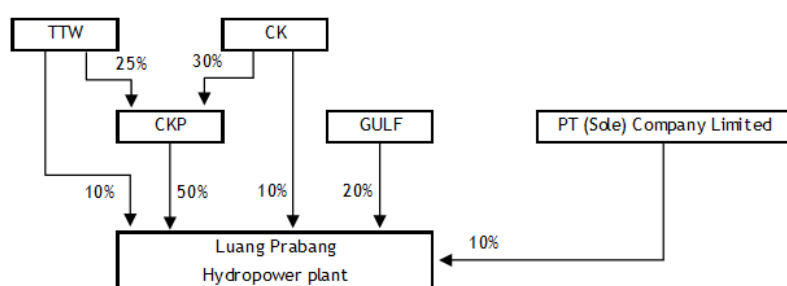 TTW
CK
25%
30%
CKP
GULF
PT (Sole) Company Limited
10%
50%
10%
20%
10%
Luang Prabang
Hydropower plant